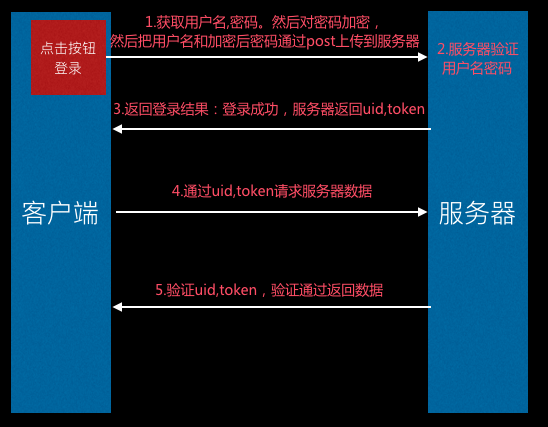 1.获取用户名,密码。然后对密码加密，
然后把用户名和加密后密码通过post上传到服务器
点击按钮
登录
2.服务器验证
用户名密码
3.返回登录结果：登录成功，服务器返回uid,token
4.通过uid,token请求服务器数据
客户端
服务器
5.验证uid,token，验证通过返回数据